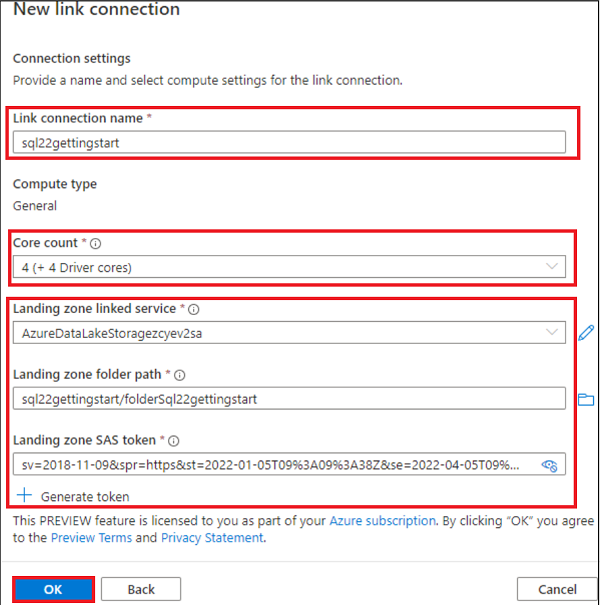 New link connection
Connection settings
Provide a name and select compute settings for the link connection.
Link connection name *
sql22gettingstart
Compute type
General
Core count *
4 (+ 4 Driver cores)
Landing zone linked service *
AzureDataLakeStoragezcyev2sa
Landing zone folder path *
sql22gettingstart/folderSql22gettingstart
Landing zone SAS token *
sv=2018-11-09&spr=https&st=2022-01-05T09%3A09%3A38Z&se=2022-04-05T09%...
Generate token
This PREVIEW feature is licensed to you as part of your Azure subscription. By clicking “OK” you agree
to the Preview Terms and Privacy Statement.
OK Back Cancel